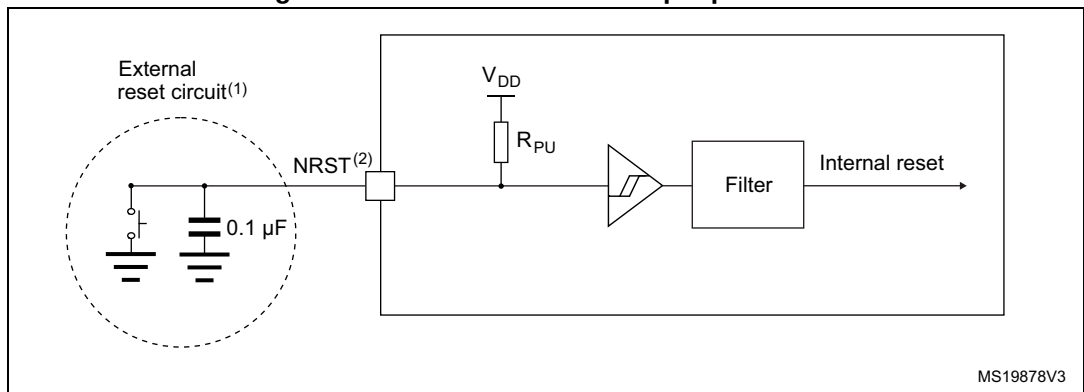 External
reset circuit(1)
VDD
RPU
NRST(2)
Filter
Internal reset
0.1 µF
MS19878V3